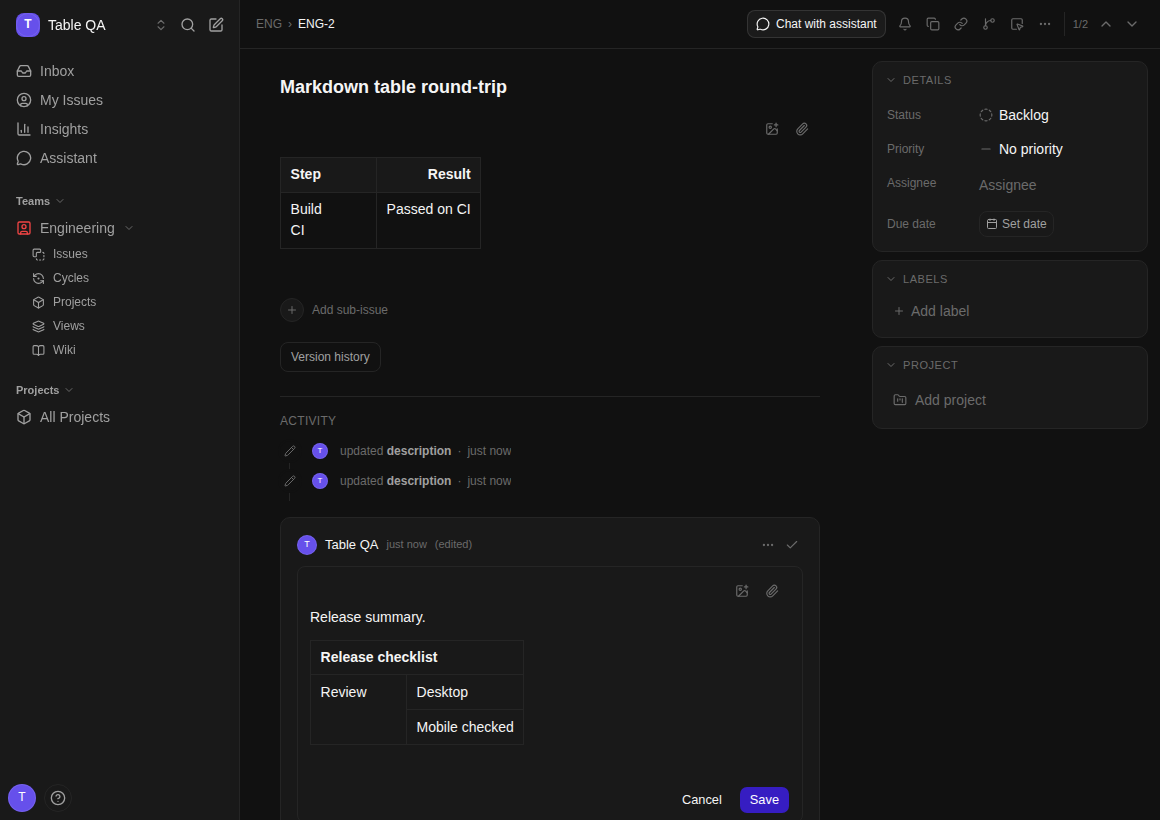 T Table QA
Inbox
My Issues
Insights
Assistant
Teams
Engineering
Issues
Cycles
Projects
Views
Wiki
Projects
All Projects
T
ENG › ENG-2
Chat with assistant
1/2
Markdown table round-trip
Step Result
Build Passed on CI
CI
Add sub-issue
Version history
ACTIVITY
T updated description · just now
T updated description · just now
T Table QA just now (edited)
Release summary.
Release checklist
Review Desktop
Mobile checked
Cancel Save
DETAILS
Status Backlog
Priority No priority
Assignee Assignee
Due date Set date
LABELS
Add label
PROJECT
Add project